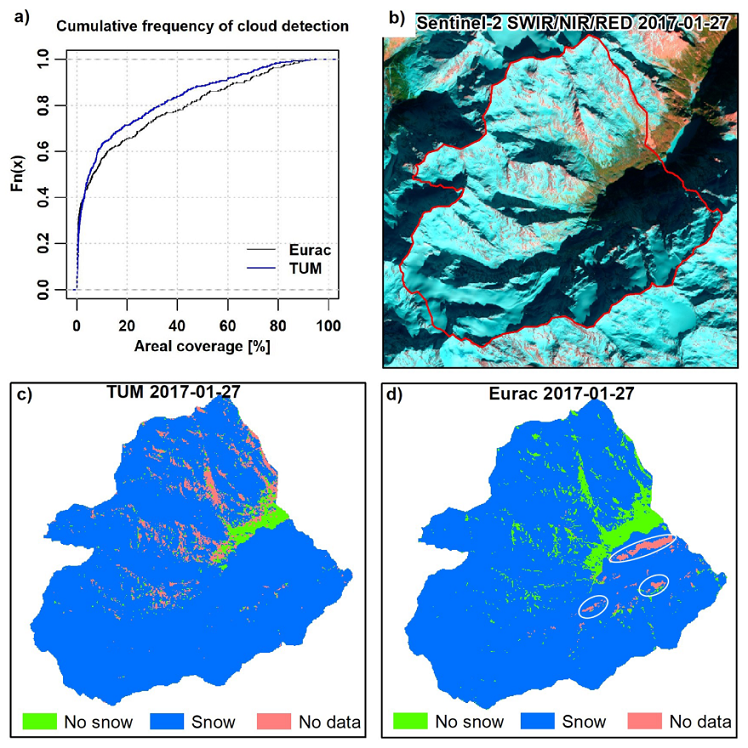 a)
Cumulative frequency of cloud detection
Fn(x)
1.0
0.8
0.6
0.4
0.2
0.0
Eurac
TUM
0 20 40 60 80 100
Areal coverage [%]
b) Sentinel-2 SWIR/NIR/RED 2017-01-27
c) TUM 2017-01-27
No snow Snow No data
d) Eurac 2017-01-27
No snow Snow No data